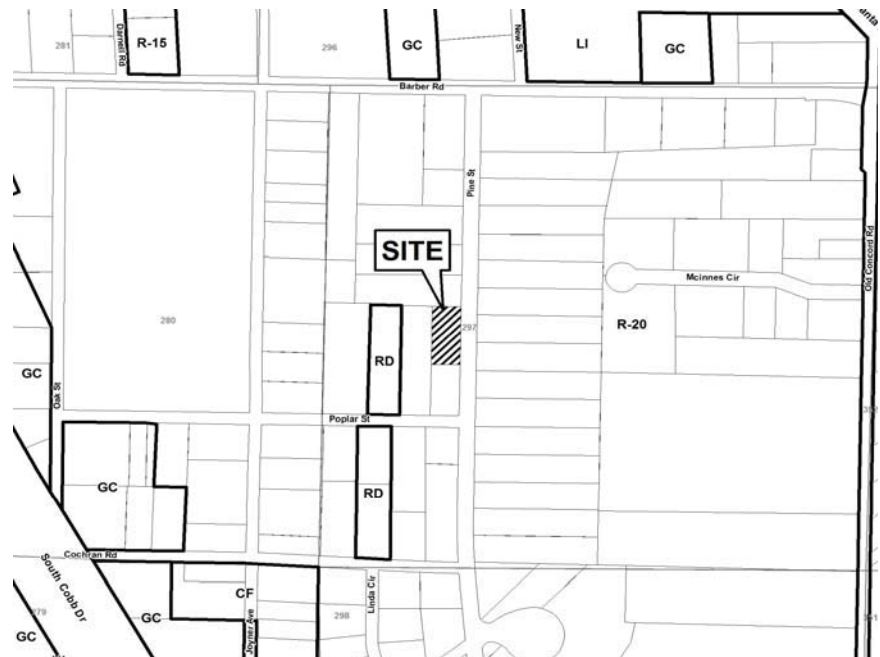 Darnell Rd
R-15
281
296
GC
New St
LI
GC
Barber Rd
Pine St
SITE
Old Concord Rd
Mcinnes Cir
280
297
R-20
RD
GC
Oak St
Poplar St
GC
RD
Cochran Rd
South Cobb Dr
CF
GC
279
Joyner Ave
298
Linda Cir
GC